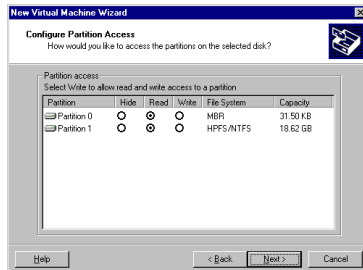 New Virtual Machine Wizard
Configure Partition Access
How would you like to access the partitions on the selected disk?
Partition access
Select Write to allow read and write access to a partition
Partition Hide Read Write File System Capacity
Partition 0 MBR 31.50 KB
Partition 1 HPFS/NTFS 18.62 GB
Help < Back Next > Cancel